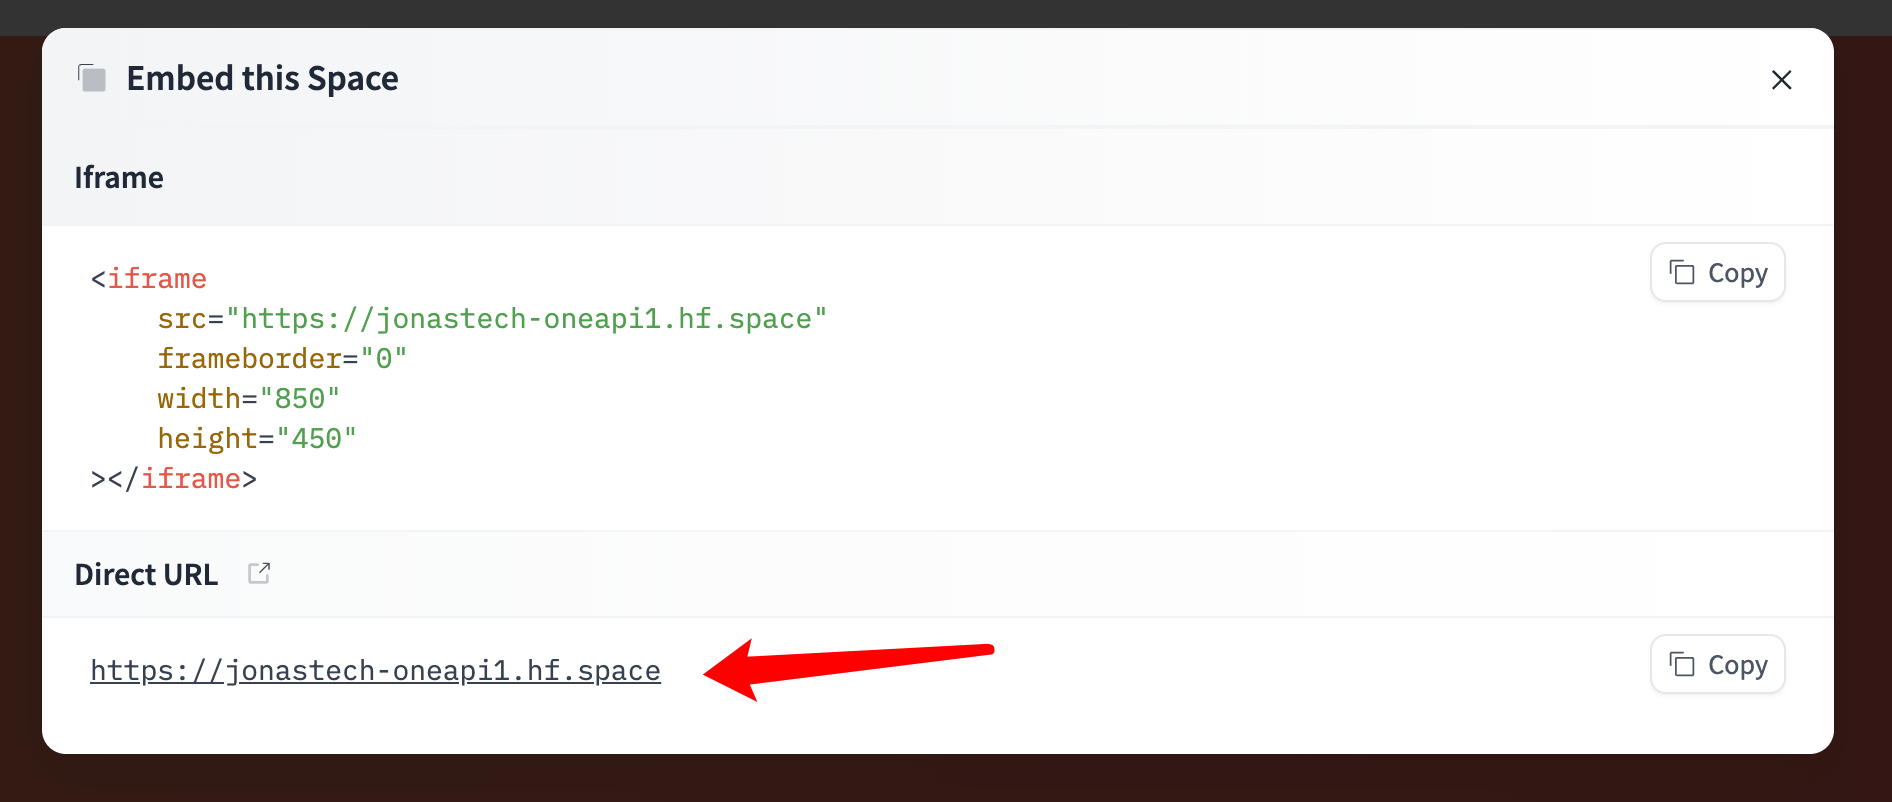 Embed this Space
Iframe
<iframe
src="https://jonastech-oneapi1.hf.space"
frameborder="0"
width="850"
height="450"
></iframe>
Copy
Direct URL
https://jonastech-oneapi1.hf.space
Copy